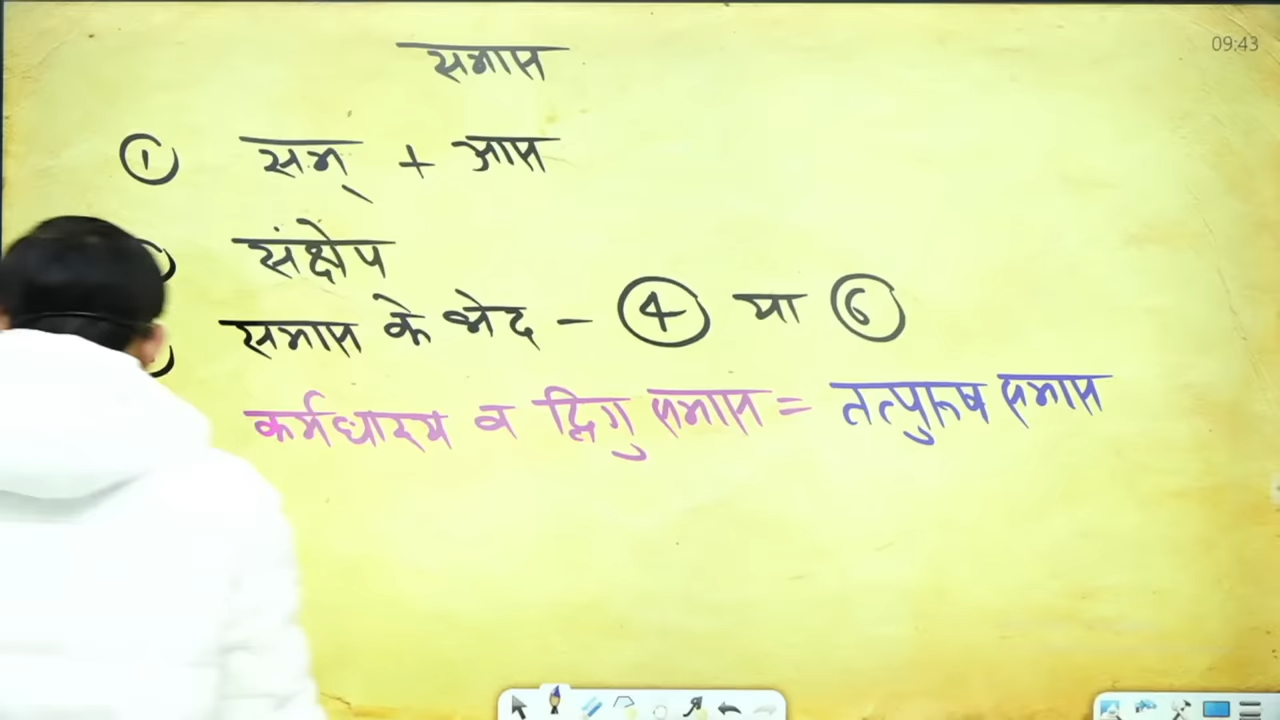 09:43
समास
① सम् + आस
संक्षेप
समास के भेद - ④ या ⑥
कर्मधारय व द्विगु समास = तत्पुरूष समास